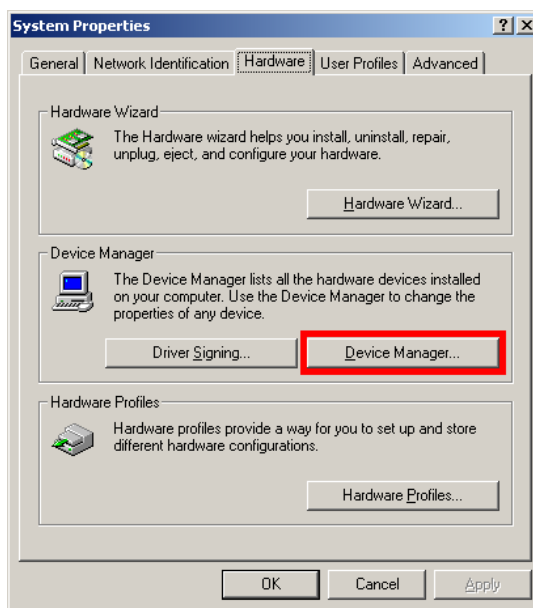 System Properties
General Network Identification Hardware User Profiles Advanced
Hardware Wizard
The Hardware wizard helps you install, uninstall, repair,
unplug, eject, and configure your hardware.
Hardware Wizard...
Device Manager
The Device Manager lists all the hardware devices installed
on your computer. Use the Device Manager to change the
properties of any device.
Driver Signing... Device Manager...
Hardware Profiles
Hardware profiles provide a way for you to set up and store
different hardware configurations.
Hardware Profiles...
OK Cancel Apply